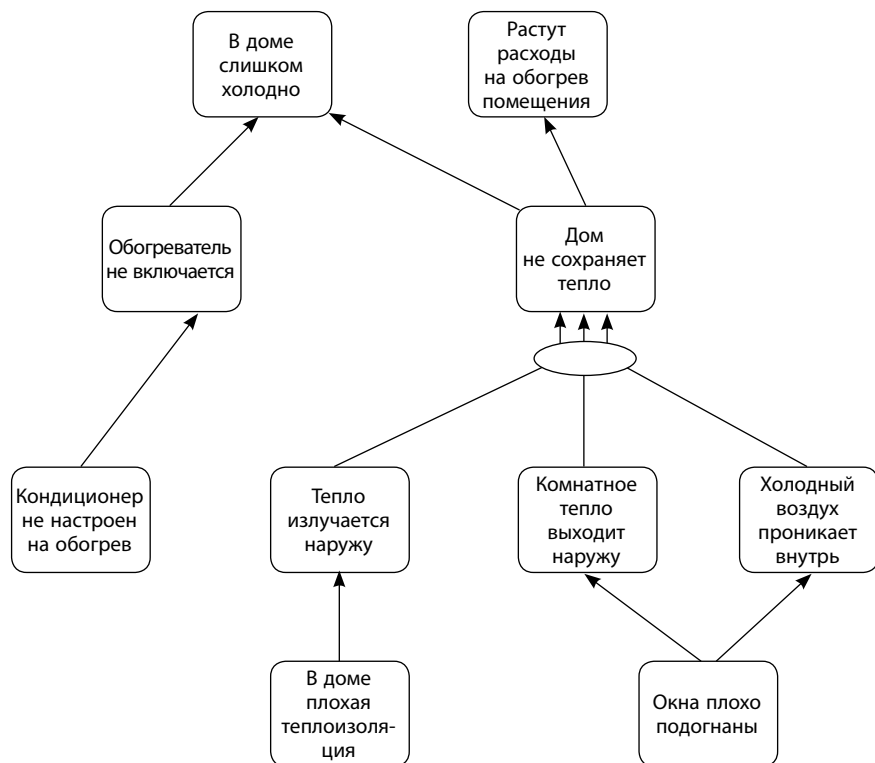 В доме
слишком
холодно
Растут
расходы
на обогрев
помещения
Обогреватель
не включается
Дом
не сохраняет
тепло
Кондиционер
не настроен
на обогрев
Тепло
излучается
наружу
Комнатное
тепло
выходит
наружу
Холодный
воздух
проникает
внутрь
В доме
плохая
теплоизоля-
ция
Окна плохо
подогнаны